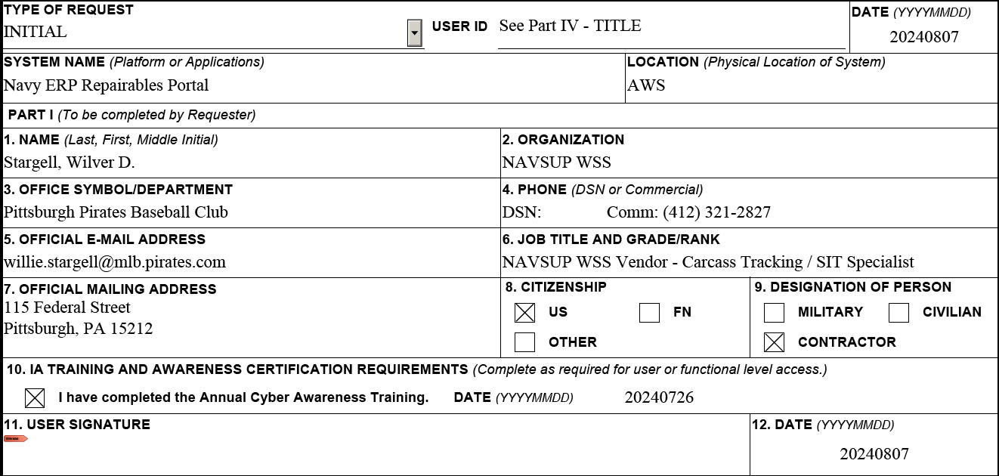 TYPE OF REQUEST
INITIAL
USER ID See Part IV - TITLE
DATE (YYYYMMDD)
20240807
SYSTEM NAME (Platform or Applications)
Navy ERP Repairables Portal
LOCATION (Physical Location of System)
AWS
PART I (To be completed by Requester)
1. NAME (Last, First, Middle Initial)
Stargell, Wilver D.
2. ORGANIZATION
NAVSUP WSS
3. OFFICE SYMBOL/DEPARTMENT
Pittsburgh Pirates Baseball Club
4. PHONE (DSN or Commercial)
DSN: Comm: (412) 321-2827
5. OFFICIAL E-MAIL ADDRESS
willie.stargell@mlb.pirates.com
6. JOB TITLE AND GRADE/RANK
NAVSUP WSS Vendor - Carcass Tracking / SIT Specialist
7. OFFICIAL MAILING ADDRESS
115 Federal Street
Pittsburgh, PA 15212
8. CITIZENSHIP
US FN
OTHER
9. DESIGNATION OF PERSON
MILITARY CIVILIAN
CONTRACTOR
10. IA TRAINING AND AWARENESS CERTIFICATION REQUIREMENTS (Complete as required for user or functional level access.)
I have completed the Annual Cyber Awareness Training. DATE (YYYYMMDD) 20240726
11. USER SIGNATURE
12. DATE (YYYYMMDD)
20240807